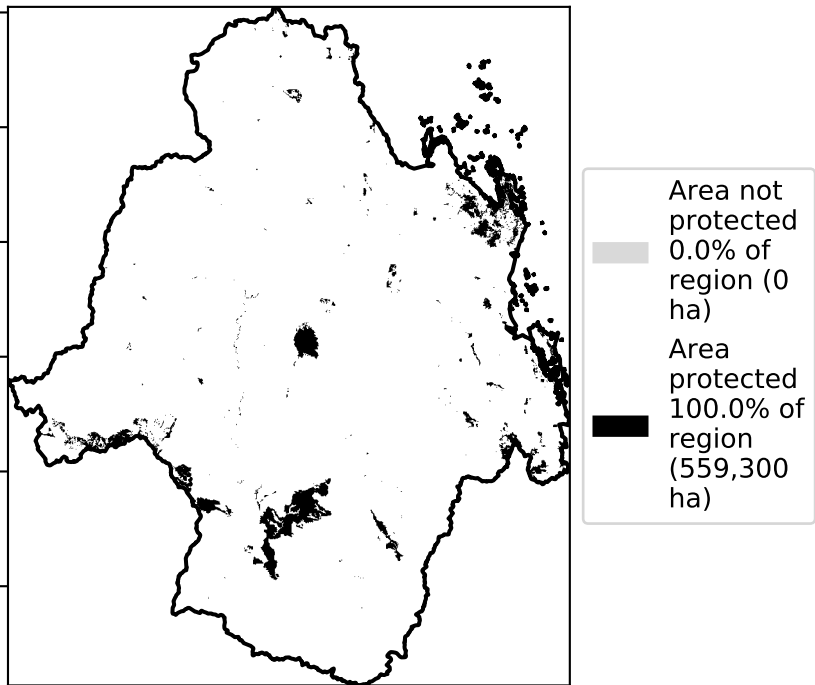 Area not
protected
0.0% of
region (0
ha)
Area
protected
100.0% of
region
(559,300
ha)